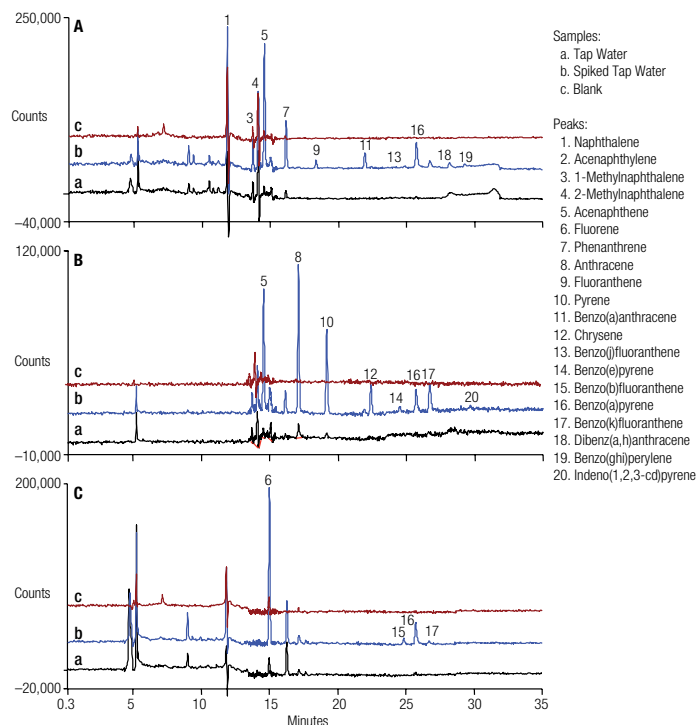 250,000
A
Counts
c
b
a
1
3
4
5
7
9
11
13
16
18
19
–40,000
120,000
B
Counts
c
b
a
5
8
10
12
14
16 17
20
–10,000
200,000
C
Counts
c
b
a
6
15
16
17
–20,000
0.3 5 10 15 20 25 30 35
Minutes
Samples:
a. Tap Water
b. Spiked Tap Water
c. Blank
Peaks:
1. Naphthalene
2. Acenaphthylene
3. 1-Methylnaphthalene
4. 2-Methylnaphthalene
5. Acenaphthene
6. Fluorene
7. Phenanthrene
8. Anthracene
9. Fluoranthene
10. Pyrene
11. Benzo(a)anthracene
12. Chrysene
13. Benzo(j)fluoranthene
14. Benzo(e)pyrene
15. Benzo(b)fluoranthene
16. Benzo(a)pyrene
17. Benzo(k)fluoranthene
18. Dibenz(a,h)anthracene
19. Benzo(ghi)perylene
20. Indeno(1,2,3-cd)pyrene